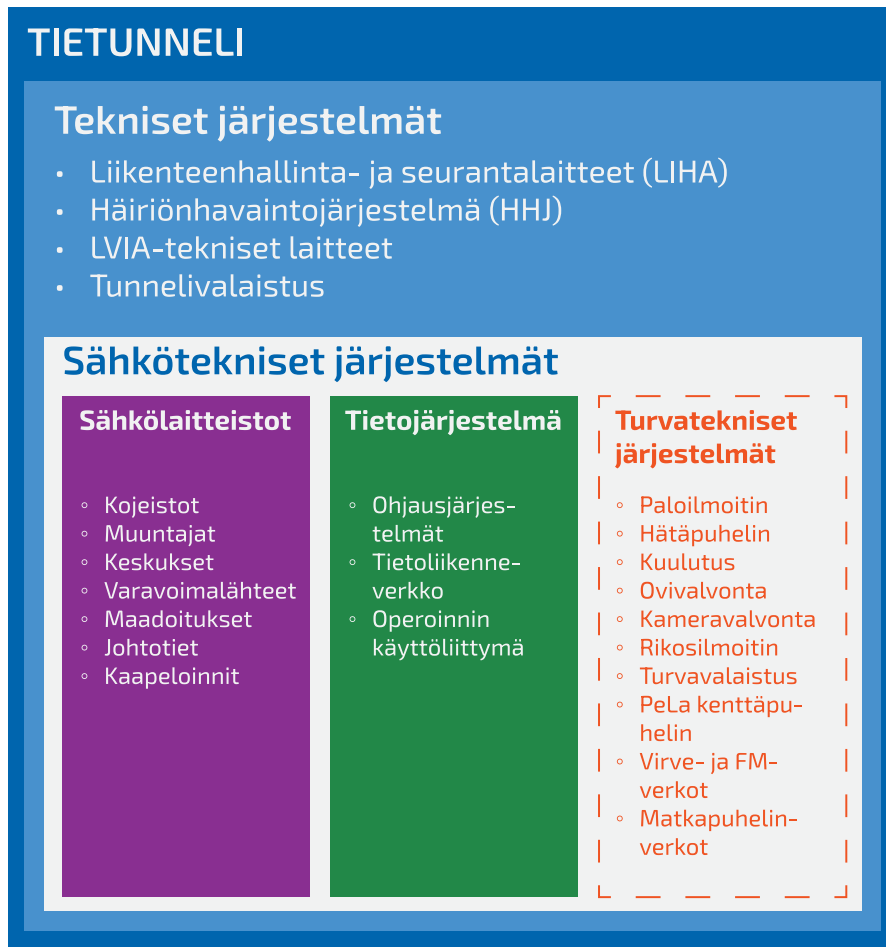 TIETUNNELI
Tekniset järjestelmät
• Liikenteenhallinta- ja seurantalaitteet (LIHA)
• Häiriönhavaintojärjestelmä (HHJ)
• LVIA-tekniset laitteet
• Tunnelivalaistus
Sähkötekniset järjestelmät
Sähkölaitteistot
◦ Kojeistot
◦ Muuntajat
◦ Keskukset
◦ Varavoimalähteet
◦ Maadoitukset
◦ Johtotiet
◦ Kaapeloinnit
Tietojärjestelmä
◦ Ohjausjärjes-
telmät
◦ Tietoliikenne-
verkko
◦ Operoinnin
käyttöliittymä
Turvatekniset
järjestelmät
◦ Paloilmoitin
◦ Hätäpuhelin
◦ Kuulutus
◦ Ovivalvonta
◦ Kameravalvonta
◦ Rikosilmoitin
◦ Turvavalaistus
◦ PeLa kenttäpu-
helin
◦ Virve- ja FM-
verkot
◦ Matkapuhelin-
verkot